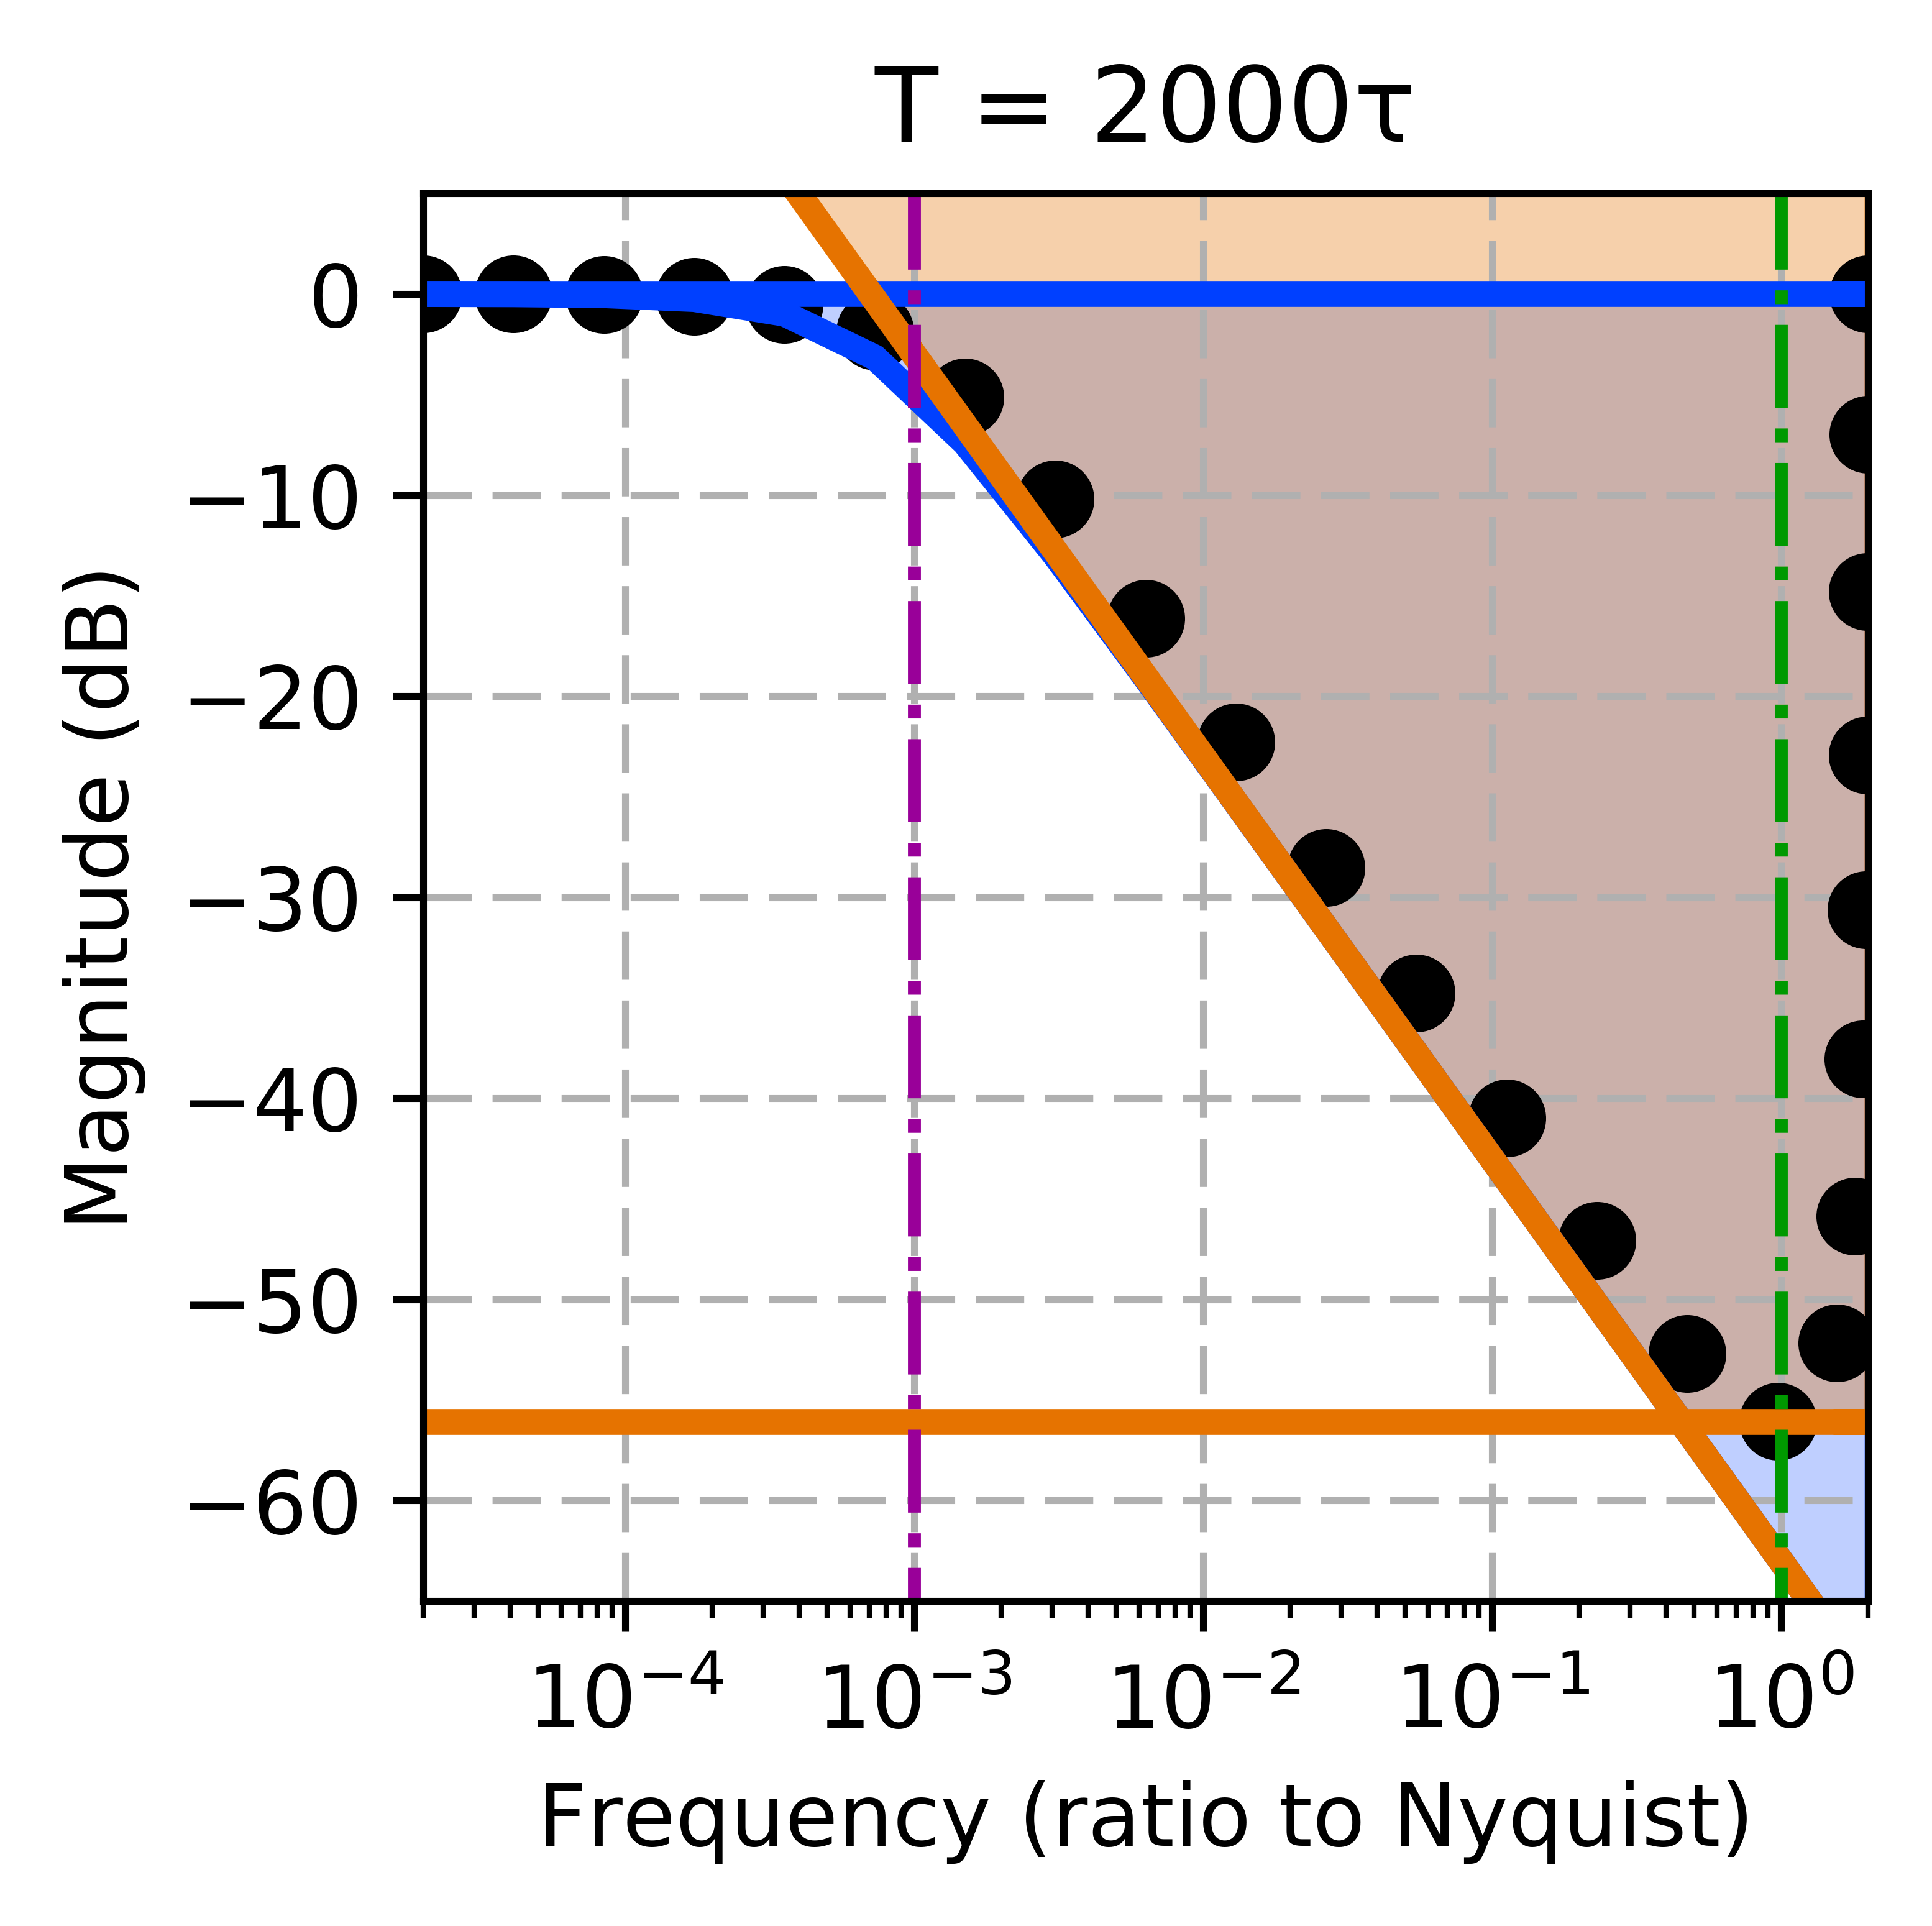 T = 2000τ
Magnitude (dB)
0
−10
−20
−30
−40
−50
−60
10⁻⁴ 10⁻³ 10⁻² 10⁻¹ 10⁰
Frequency (ratio to Nyquist)